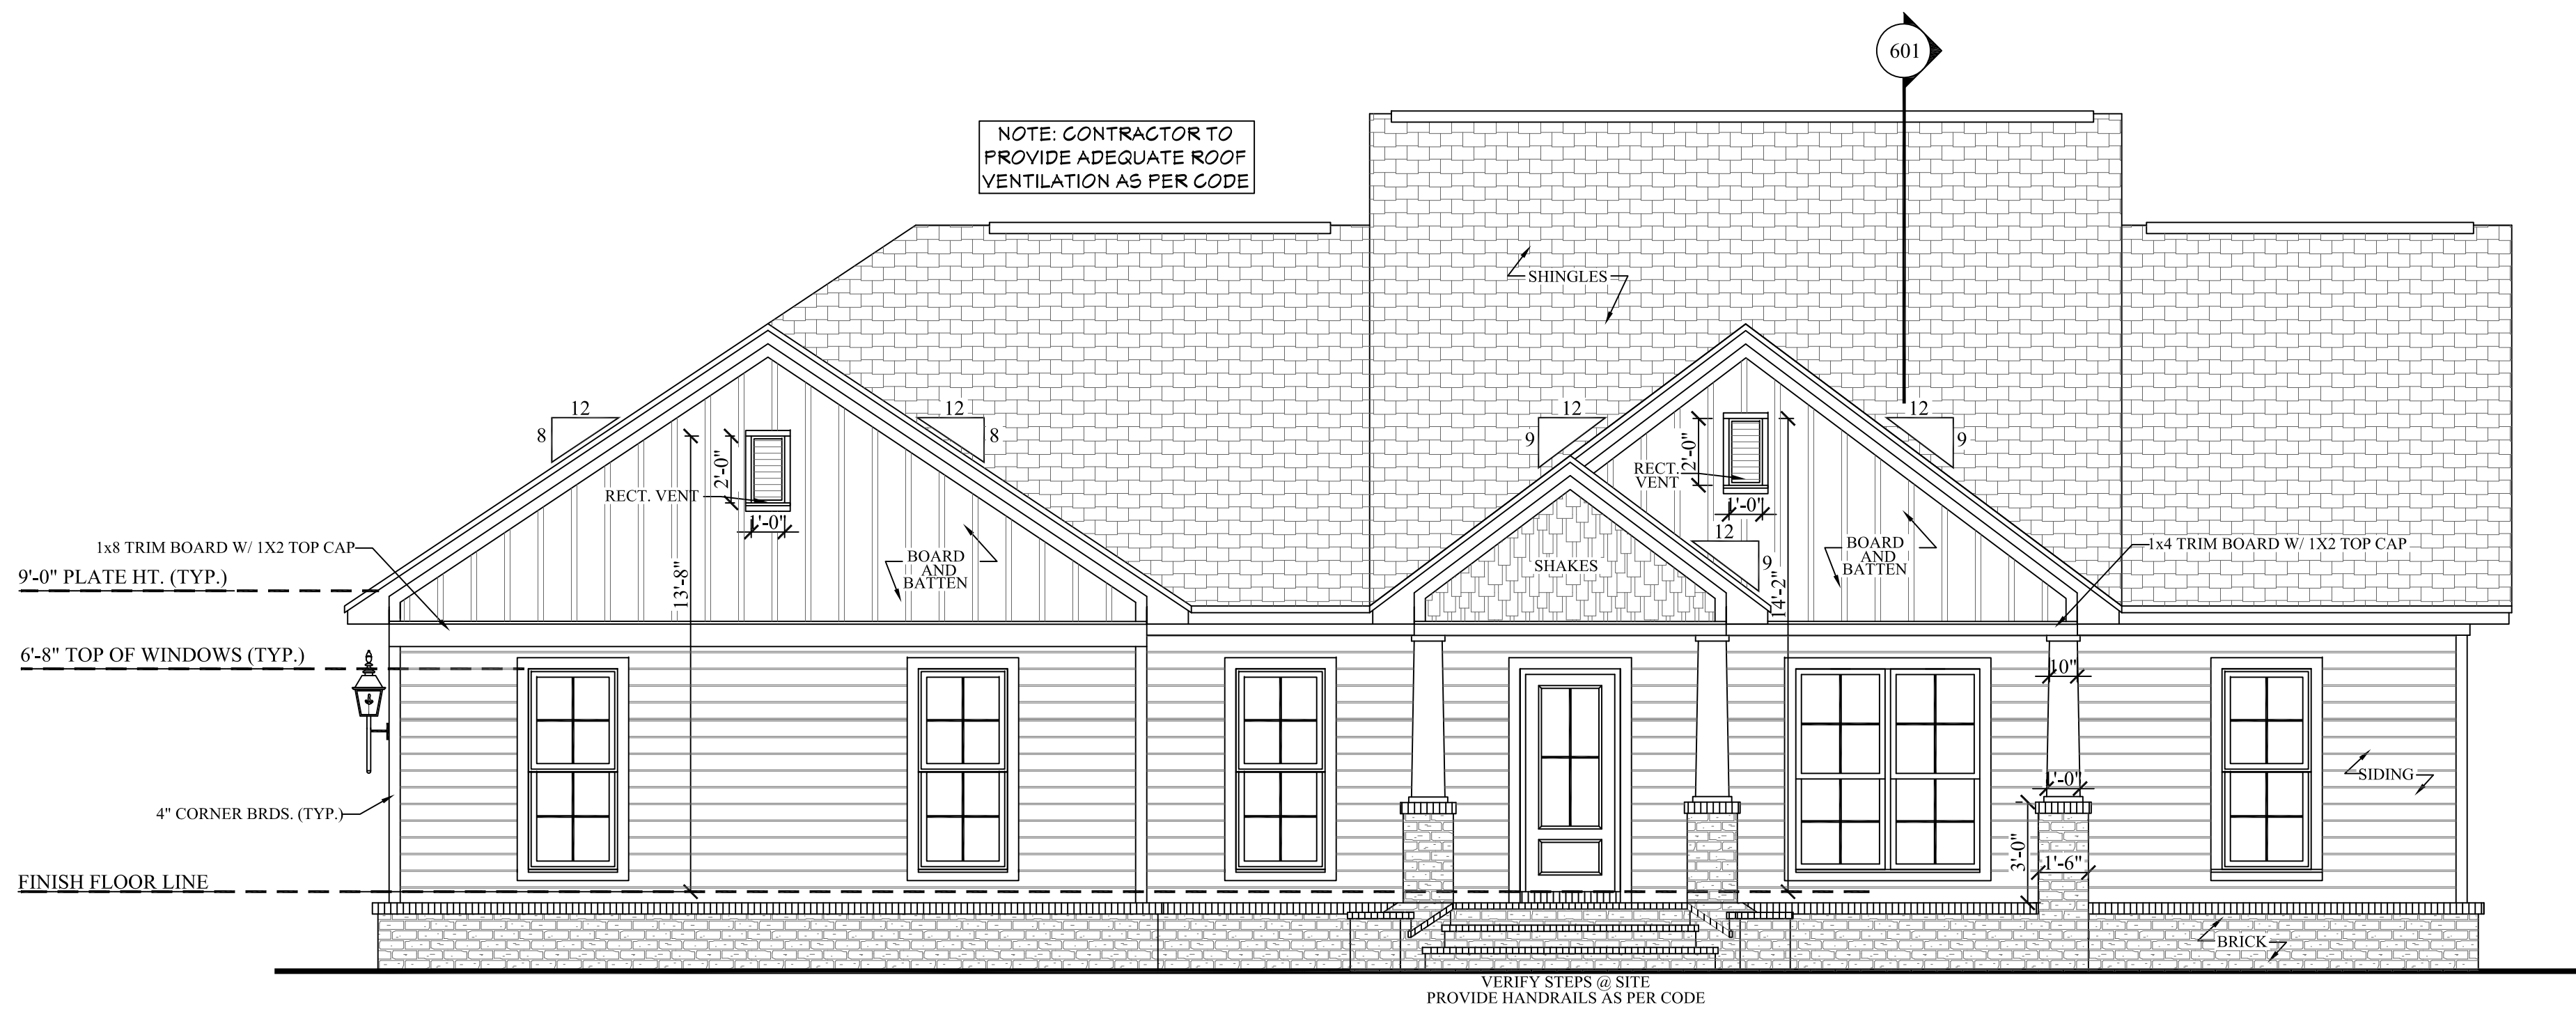 601
NOTE: CONTRACTOR TO
PROVIDE ADEQUATE ROOF
VENTILATION AS PER CODE
SHINGLES
12
8
12
8
12
9
12
9
2'-0"
RECT. VENT
1'-0"
2'-0"
RECT.
VENT
1'-0"
12
9
1x8 TRIM BOARD W/ 1X2 TOP CAP
9'-0" PLATE HT. (TYP.)
13'-8"
BOARD
AND
BATTEN
SHAKES
14'-2"
BOARD
AND
BATTEN
1x4 TRIM BOARD W/ 1X2 TOP CAP
6'-8" TOP OF WINDOWS (TYP.)
10"
1'-0"
SIDING
4" CORNER BRDS. (TYP.)
3'-0"
1'-6"
FINISH FLOOR LINE
BRICK
VERIFY STEPS @ SITE
PROVIDE HANDRAILS AS PER CODE